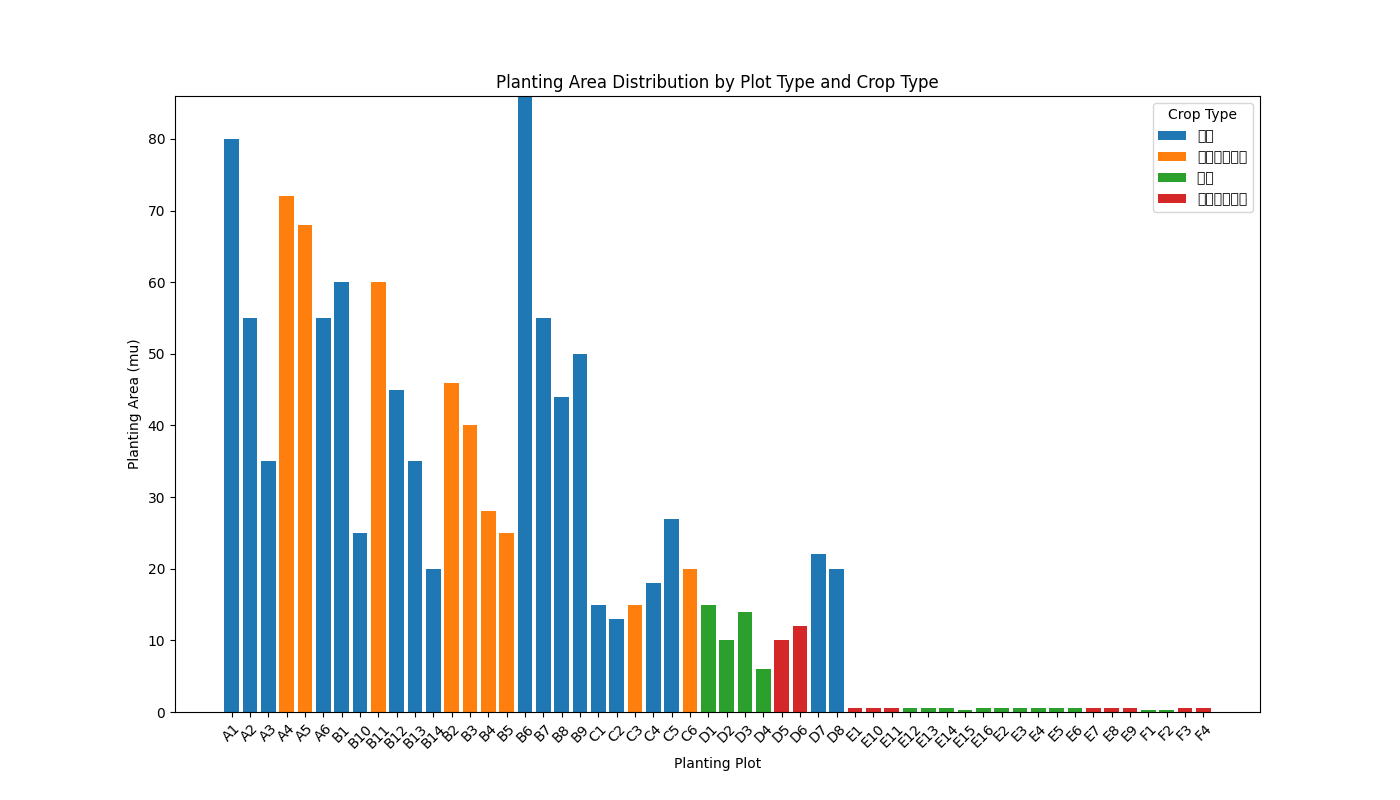 Planting Area Distribution by Plot Type and Crop Type
Crop Type
80
70
60
50
40
30
20
10
0
Planting Area (mu)
A1 A2 A3 A4 A5 A6 B1 B10 B11 B12 B13 B14 B2 B3 B4 B5 B6 B7 B8 B9 C1 C2 C3 C4 C5 C6 D1 D2 D3 D4 D5 D6 D7 D8 E1 E10 E11 E12 E13 E14 E15 E16 E2 E3 E4 E5 E6 E7 E8 E9 F1 F2 F3 F4
Planting Plot